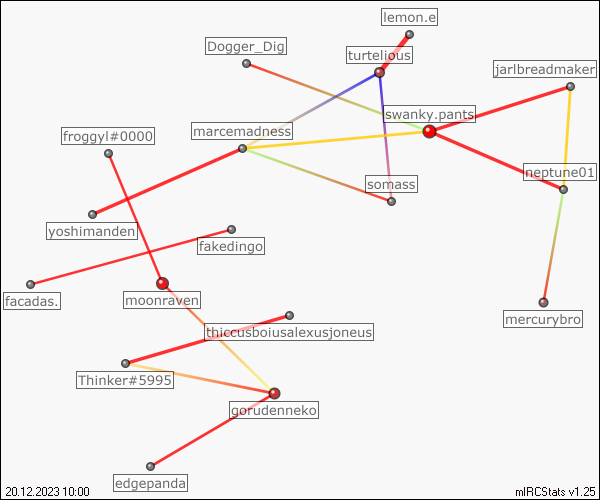 lemon.e
Dogger_Dig
turtelious
jarlbreadmaker
swanky.pants
froggyl#0000
marcemadness
neptune01
somass
yoshimanden
fakedingo
facadas.
moonraven
mercurybro
thiccusboiusalexusjoneus
Thinker#5995
gorudenneko
edgepanda
20.12.2023 10:00
mIRCStats v1.25